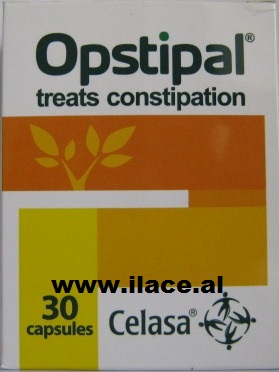 Opstipal®
treats constipation
www.ilace.al
30
capsules
Celasa®